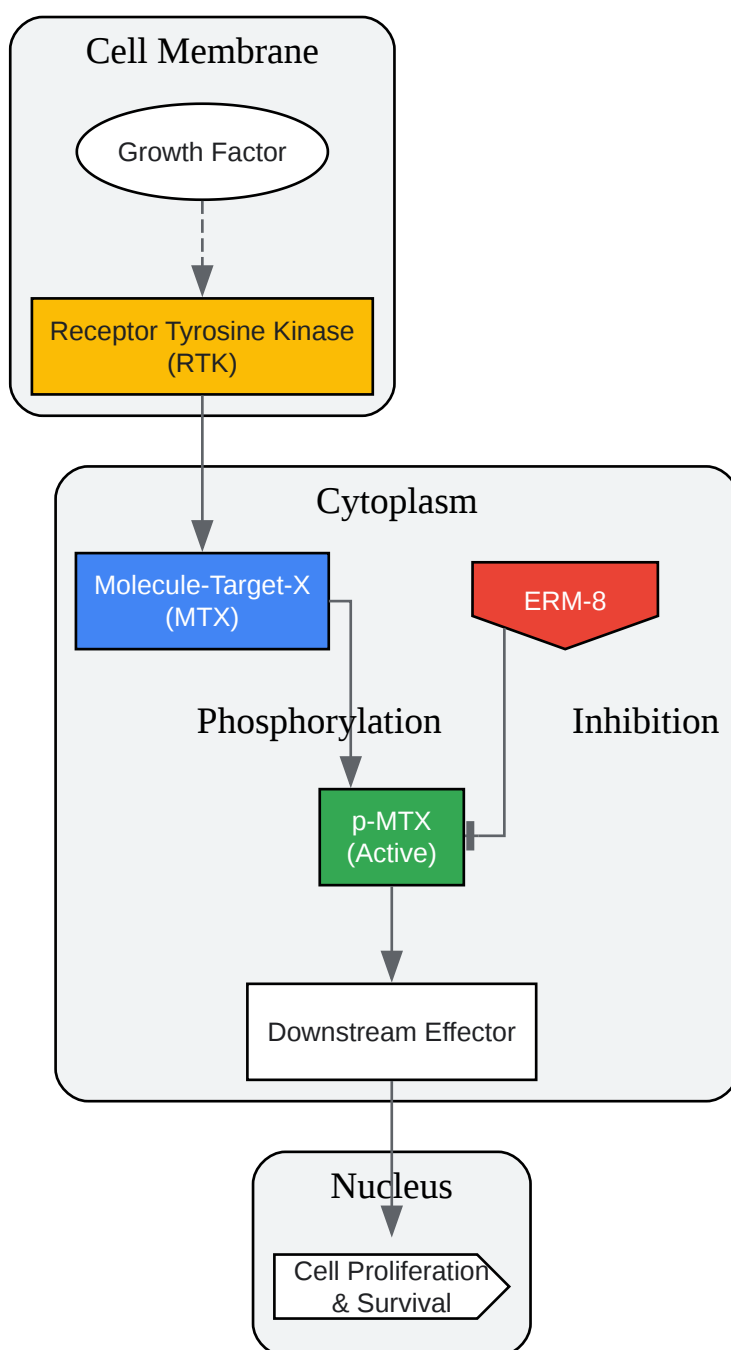 Cell Membrane
Growth Factor
Receptor Tyrosine Kinase
(RTK)
Cytoplasm
Molecule-Target-X
(MTX)
ERM-8
Phosphorylation
Inhibition
p-MTX
(Active)
Downstream Effector
Nucleus
Cell Proliferation
& Survival